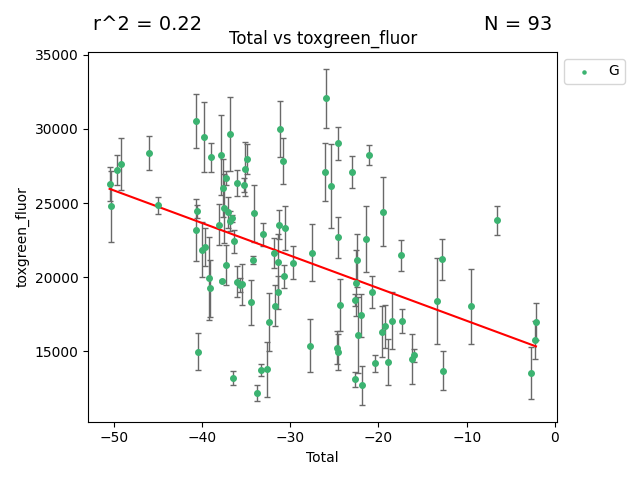 r^2 = 0.22 N = 93
Total vs toxgreen_fluor
G
35000
30000
25000
20000
15000
toxgreen_fluor
−50 −40 −30 −20 −10 0
Total